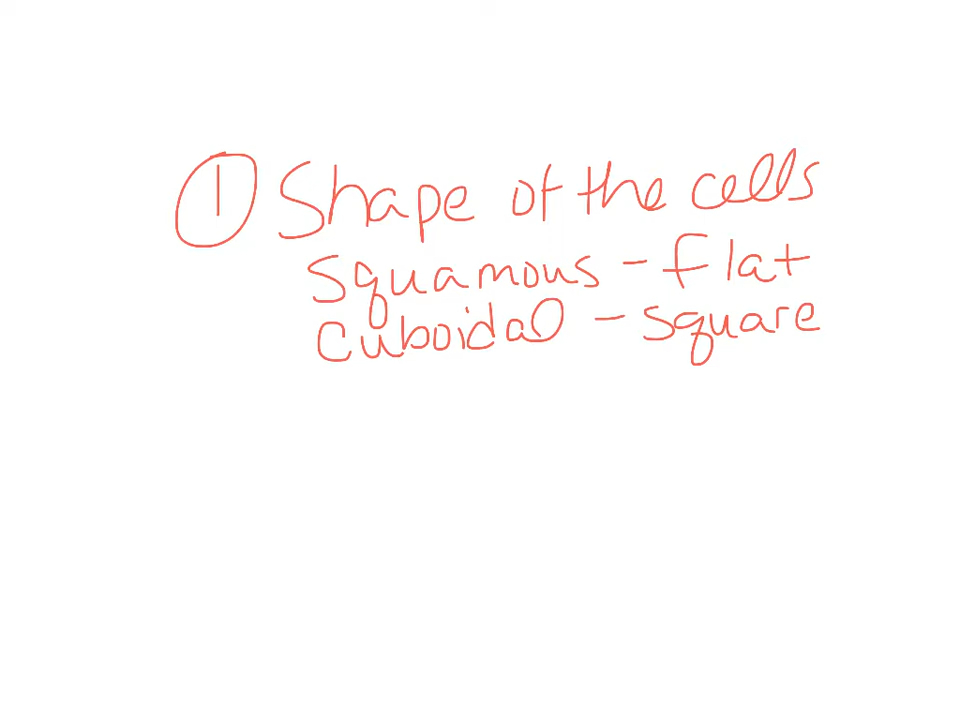 ① Shape of the cells
squamous - flat
cuboidal - square